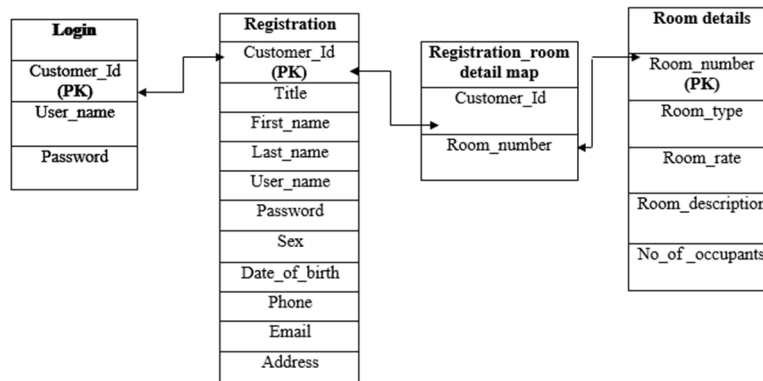 Login
Customer_Id
(PK)
User_name
Password
Registration
Customer_Id
(PK)
Title
First_name
Last_name
User_name
Password
Sex
Date_of_birth
Phone
Email
Address
Registration_room
detail map
Customer_Id
Room_number
Room details
Room_number
(PK)
Room_type
Room_rate
Room_description
No_of _occupants